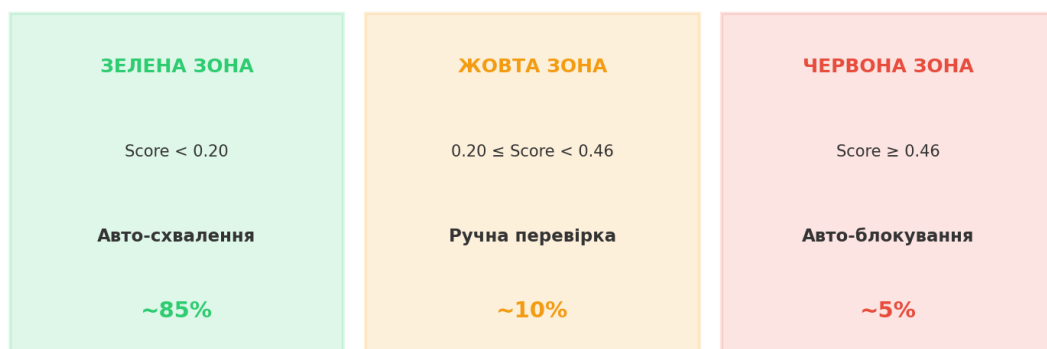 ЗЕЛЕНА ЗОНА
Score < 0.20
Авто-схвалення
~85%
ЖОВТА ЗОНА
0.20 ≤ Score < 0.46
Ручна перевірка
~10%
ЧЕРВОНА ЗОНА
Score ≥ 0.46
Авто-блокування
~5%